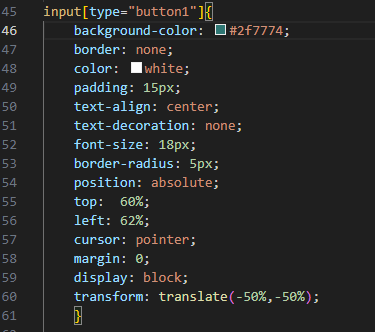 45 input[type="button1"]{
46 background-color: #2f7774;
47 border: none;
48 color: white;
49 padding: 15px;
50 text-align: center;
51 text-decoration: none;
52 font-size: 18px;
53 border-radius: 5px;
54 position: absolute;
55 top:  60%;
56 left: 62%;
57 cursor: pointer;
58 margin: 0;
59 display: block;
60 transform: translate(-50%,-50%);
61 }